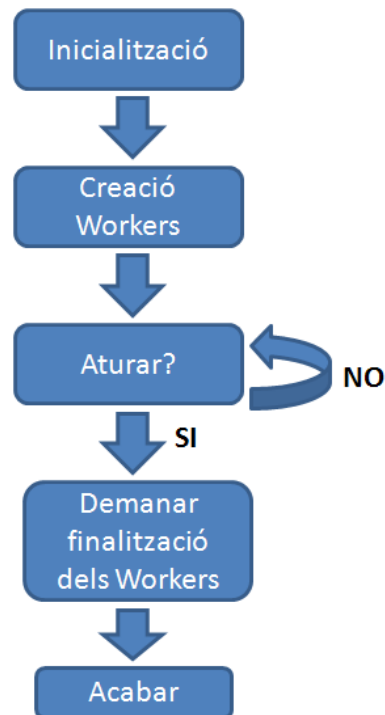 Inicialització
Creació
Workers
Aturar?
NO
SI
Demanar
finalització
dels Workers
Acabar